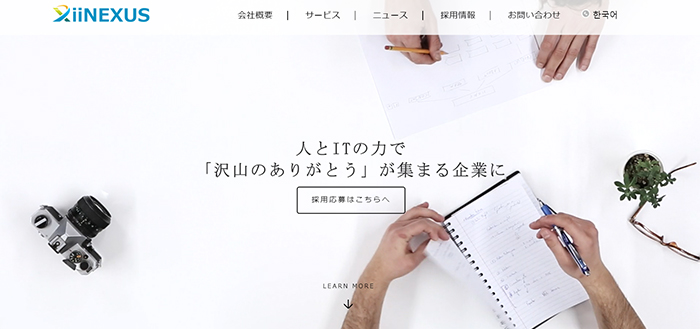 XiiNEXUS
会社概要 | サービス | ニュース | 採用情報 | お問い合わせ 한국어
人とITの力で
「沢山のありがとう」が集まる企業に
採用応募はこちらへ
LEARN MORE